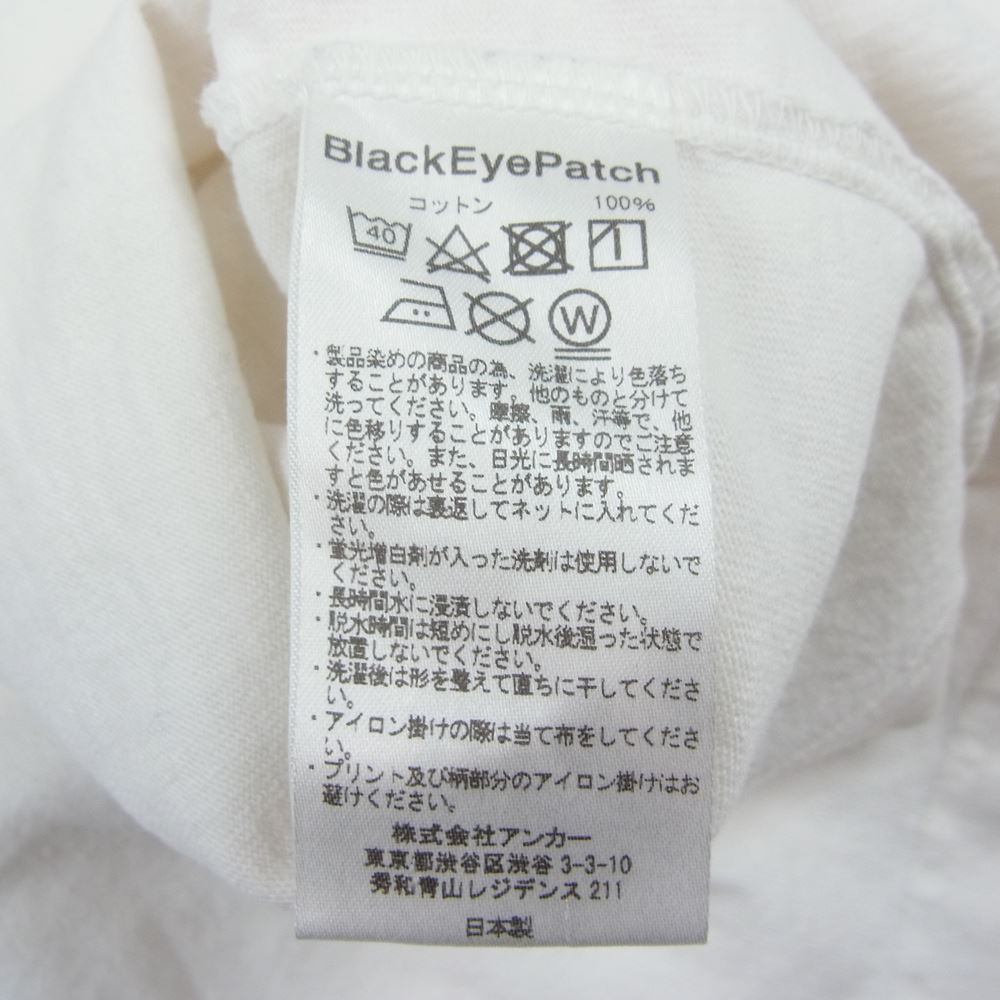 BlackEyePatch
コットン 100%
40
W
・製品染めの商品の為、洗濯により色落ち
することがあります。他のものと分けて
洗ってください。摩擦、雨、汗等で、他
に色移りすることがありますのでご注意
ください。また、日光に長時間晒されま
すと色があせることがあります。
・洗濯の際は裏返してネットに入れてくだ
さい。
・蛍光増白剤が入った洗剤は使用しないで
ください。
・長時間水に浸漬しないでください。
・脱水時間は短めにし脱水後湿った状態で
放置しないでください。
・洗濯後は形を整えて直ちに干してくださ
い。
・アイロン掛けの際は当て布をしてくださ
い。
・プリント及び柄部分のアイロン掛けはお
避けください。
株式会社アンカー
東京都渋谷区渋谷 3-3-10
秀和青山レジデンス 211
日本製